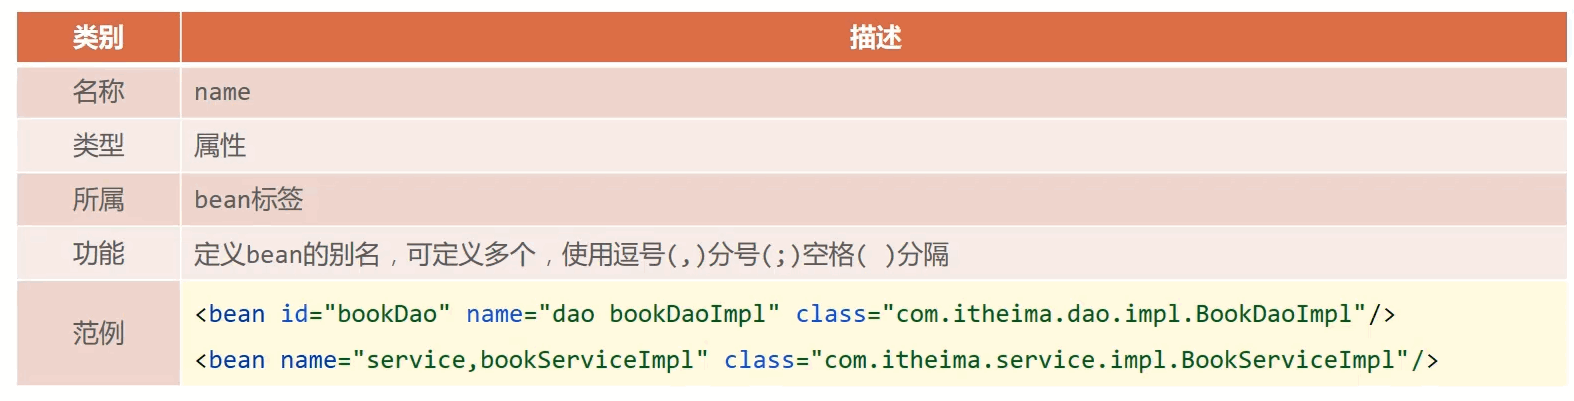 类别 描述
名称 name
类型 属性
所属 bean标签
功能 定义bean的别名，可定义多个，使用逗号(,)分号(;)空格( )分隔
范例
<bean id="bookDao" name="dao bookDaoImpl" class="com.itheima.dao.impl.BookDaoImpl"/>
<bean name="service,bookServiceImpl" class="com.itheima.service.impl.BookServiceImpl"/>